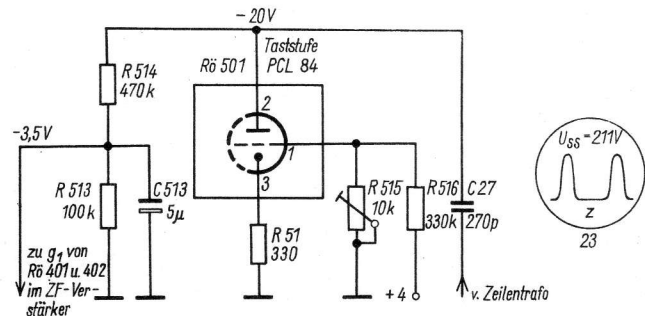 −20V
Taststufe
Rö 501 PCL 84
R 514
470k
2
−3,5V
1
3
R 513
100k
C 513
5µ
R 51
330
R 515
10k
R 516
330k
C 27
270p
U_SS = 211V
Z
23
zu g₁ von
Rö 401 u. 402
im ZF-Ver-
stärker
+4
v. Zeilentrafo